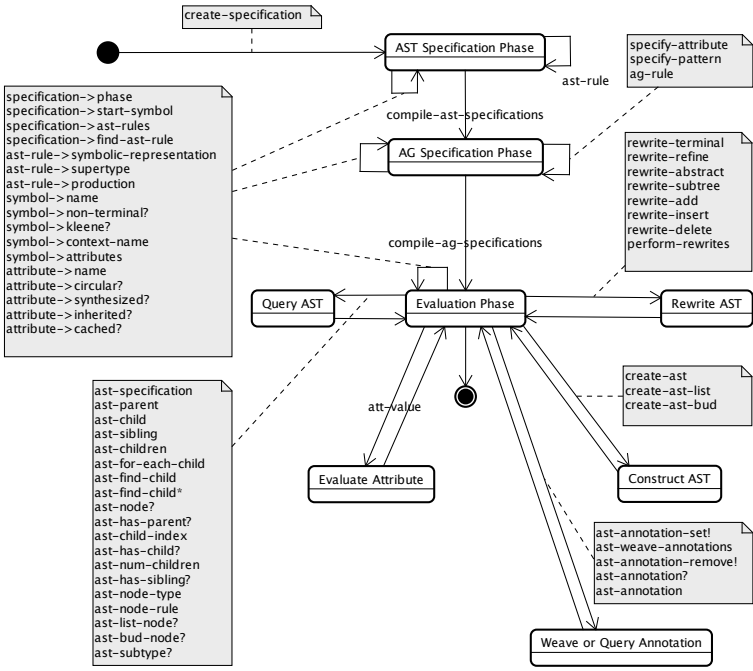 create-specification
AST Specification Phase
ast-rule
specify-attribute
specify-pattern
ag-rule
specification->phase
specification->start-symbol
specification->ast-rules
specification->find-ast-rule
ast-rule->symbolic-representation
ast-rule->supertype
ast-rule->production
symbol->name
symbol->non-terminal?
symbol->kleene?
symbol->context-name
symbol->attributes
attribute->name
attribute->circular?
attribute->synthesized?
attribute->inherited?
attribute->cached?
compile-ast-specifications
AG Specification Phase
rewrite-terminal
rewrite-refine
rewrite-abstract
rewrite-subtree
rewrite-add
rewrite-insert
rewrite-delete
perform-rewrites
compile-ag-specifications
Query AST
Evaluation Phase
Rewrite AST
create-ast
create-ast-list
create-ast-bud
ast-specification
ast-parent
ast-child
ast-sibling
ast-children
ast-for-each-child
ast-find-child
ast-find-child*
ast-node?
ast-has-parent?
ast-child-index
ast-has-child?
ast-num-children
ast-has-sibling?
ast-node-type
ast-node-rule
ast-list-node?
ast-bud-node?
ast-subtype?
att-value
Evaluate Attribute
Construct AST
ast-annotation-set!
ast-weave-annotations
ast-annotation-remove!
ast-annotation?
ast-annotation
Weave or Query Annotation